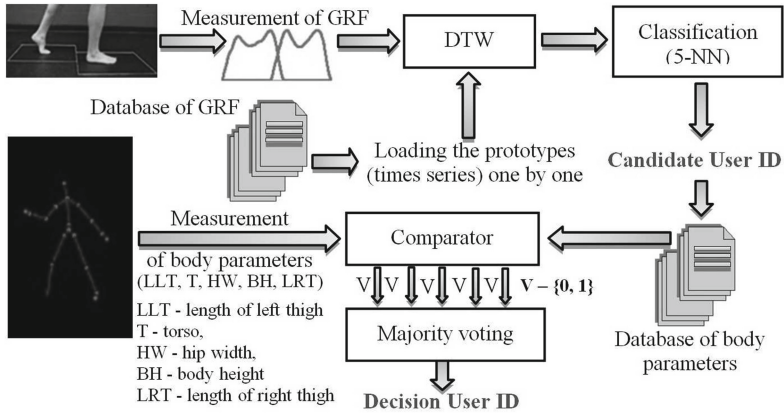 Measurement of GRF
DTW
Classification
(5-NN)
Database of GRF
Loading the prototypes
(times series) one by one
Candidate User ID
Measurement
of body parameters
(LLT, T, HW, BH, LRT)
LLT - length of left thigh
T - torso,
HW - hip width,
BH - body height
LRT - length of right thigh
Comparator
V V V V V V – {0, 1}
Majority voting
Decision User ID
Database of body
parameters